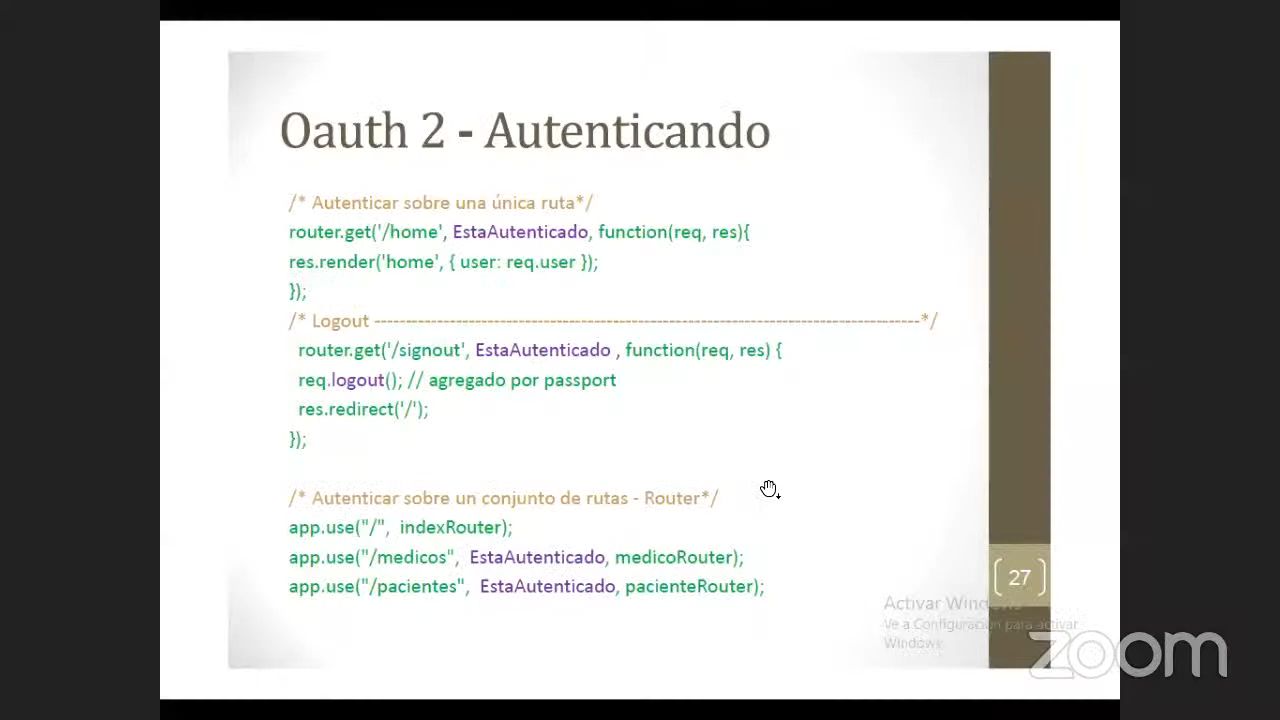 Oauth 2 - Autenticando
/* Autenticar sobre una única ruta*/
router.get('/home', EstaAutenticado, function(req, res){
res.render('home', { user: req.user });
});
/* Logout --------------------------------------------------------------------------------------*/
router.get('/signout', EstaAutenticado , function(req, res) {
req.logout(); // agregado por passport
res.redirect('/');
});
/* Autenticar sobre un conjunto de rutas - Router*/
app.use("/", indexRouter);
app.use("/medicos", EstaAutenticado, medicoRouter);
app.use("/pacientes", EstaAutenticado, pacienteRouter);
27
Activar Windows
Ve a Configuración para activar
Windows.
zoom